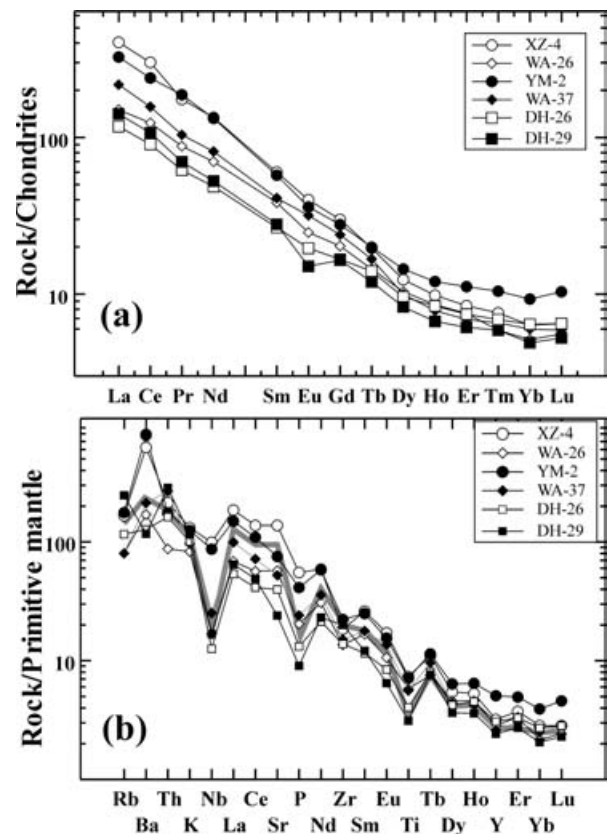 XZ-4
WA-26
YM-2
WA-37
DH-26
DH-29
100
10
Rock/Chondrites
(a)
La Ce Pr Nd Sm Eu Gd Tb Dy Ho Er Tm Yb Lu
XZ-4
WA-26
YM-2
WA-37
DH-26
DH-29
100
10
Rock/Primitive mantle
(b)
Rb Th Nb Ce P Zr Eu Tb Ho Er Lu
Ba K La Sr Nd Sm Ti Dy Y Yb